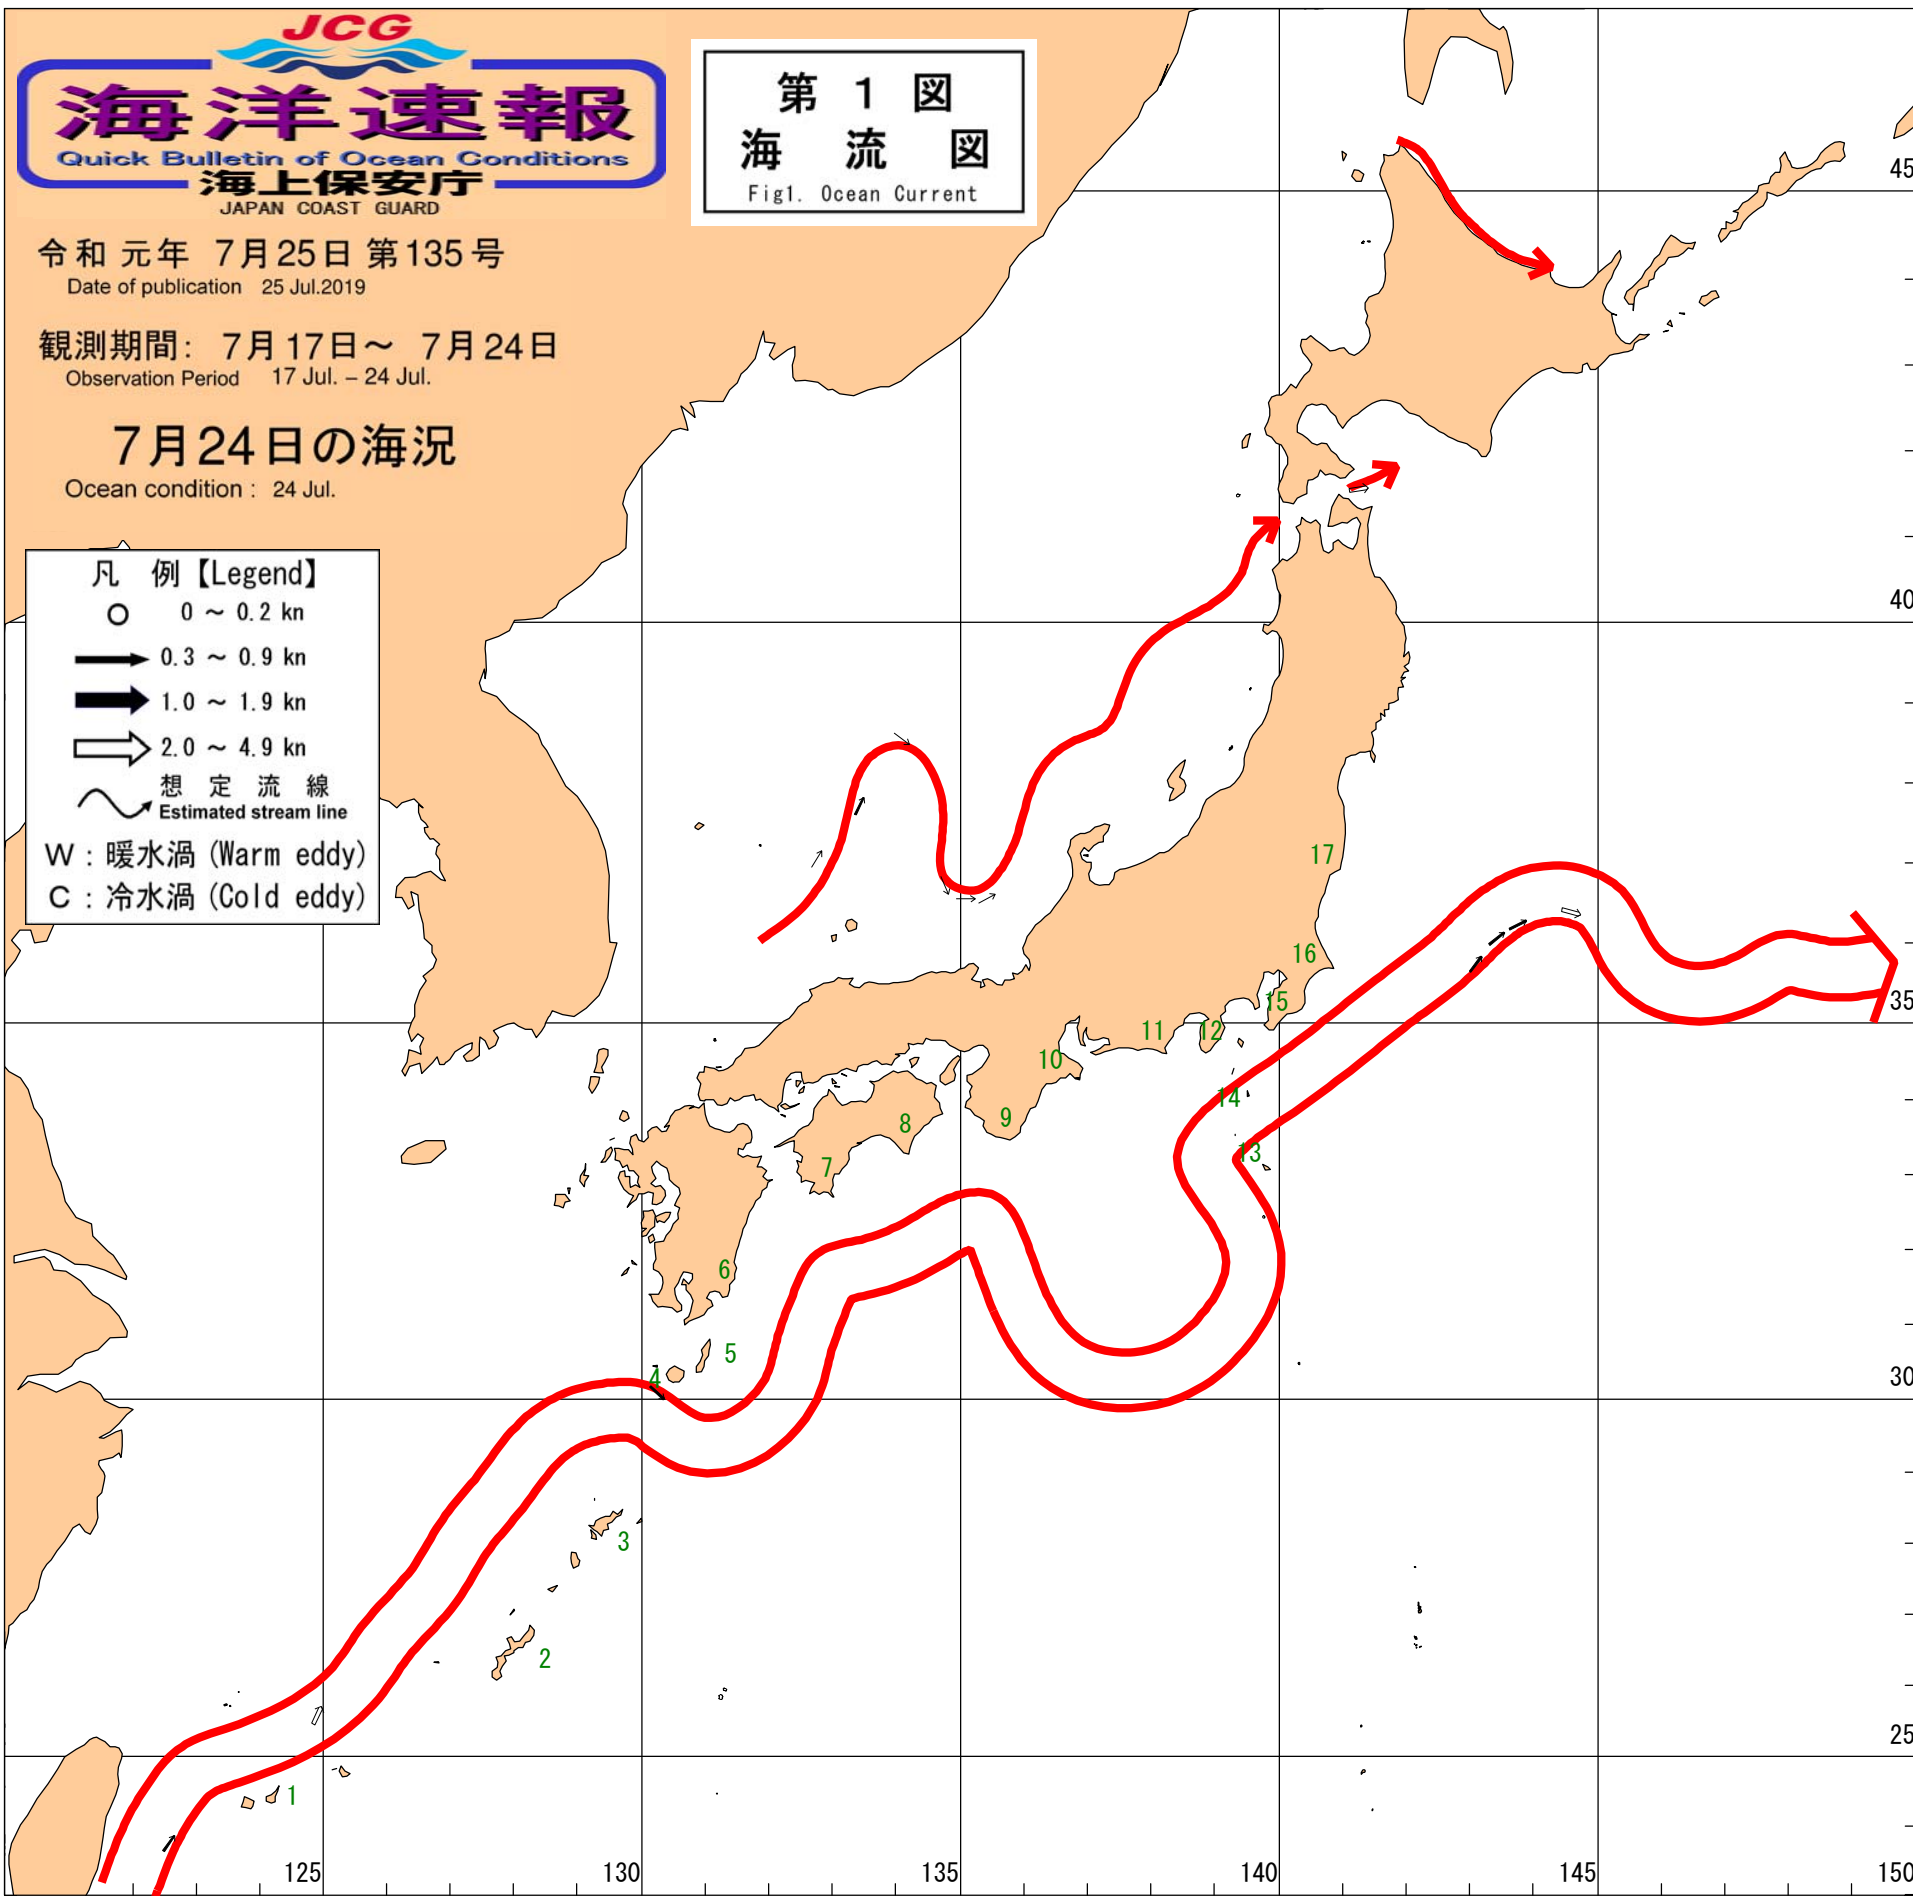 JCG
海洋速報
Quick Bulletin of Ocean Conditions
海上保安庁
JAPAN COAST GUARD
第 1 図
海 流 図
Fig1. Ocean Current
令和 元年 7月25日 第135号
Date of publication 25 Jul.2019
観測期間: 7月17日～ 7月24日
Observation Period 17 Jul. – 24 Jul.
7月24日の海況
Ocean condition : 24 Jul.
凡 例【Legend】
0 ～ 0.2 kn
0.3 ～ 0.9 kn
1.0 ～ 1.9 kn
2.0 ～ 4.9 kn
想 定 流 線
Estimated stream line
W : 暖水渦 (Warm eddy)
C : 冷水渦 (Cold eddy)
45
40
17
16
35
15
11
12
10
14
9
8
13
7
6
5
4
30
3
2
25
1
125
130
135
140
145
150